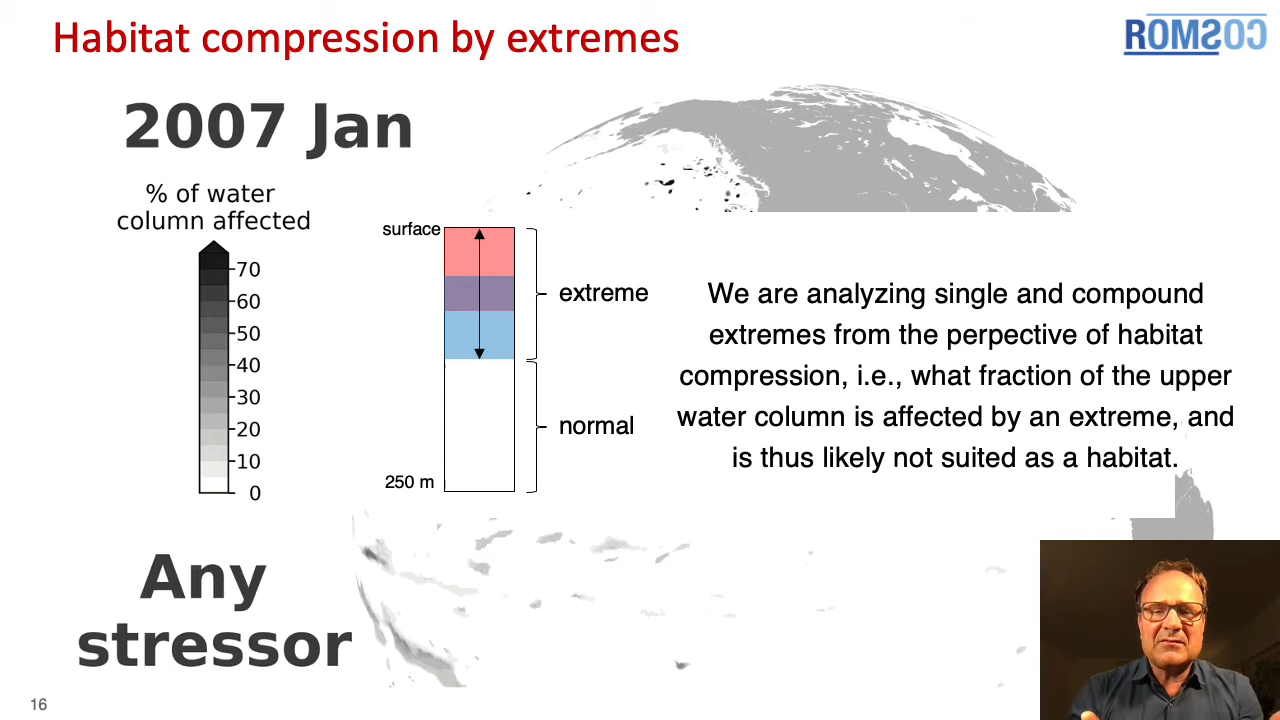 Habitat compression by extremes
ROMSOC
2007 Jan
% of water
column affected
70
60
50
40
30
20
10
0
surface
extreme
normal
250 m
We are analyzing single and compound
extremes from the perpective of habitat
compression, i.e., what fraction of the upper
water column is affected by an extreme, and
is thus likely not suited as a habitat.
Any
stressor
16